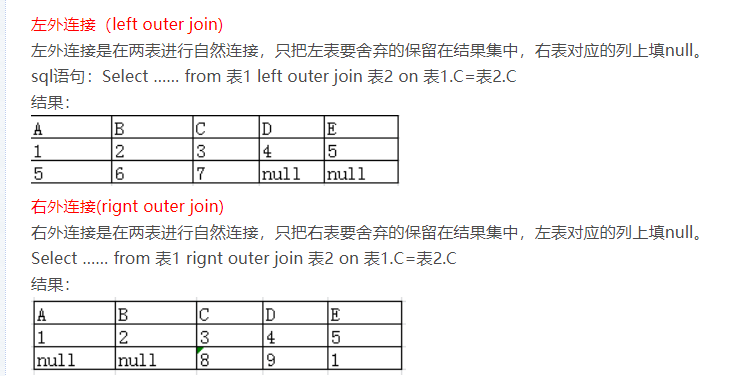 左外连接（left outer join)
左外连接是在两表进行自然连接，只把左表要舍弃的保留在结果集中，右表对应的列上填null。
sql语句：Select …… from 表1 left outer join 表2 on 表1.C=表2.C
结果：
A B C D E
1 2 3 4 5
5 6 7 null null
右外连接(rignt outer join)
右外连接是在两表进行自然连接，只把右表要舍弃的保留在结果集中，左表对应的列上填null。
Select …… from 表1 rignt outer join 表2 on 表1.C=表2.C
结果：
A B C D E
1 2 3 4 5
null null 8 9 1